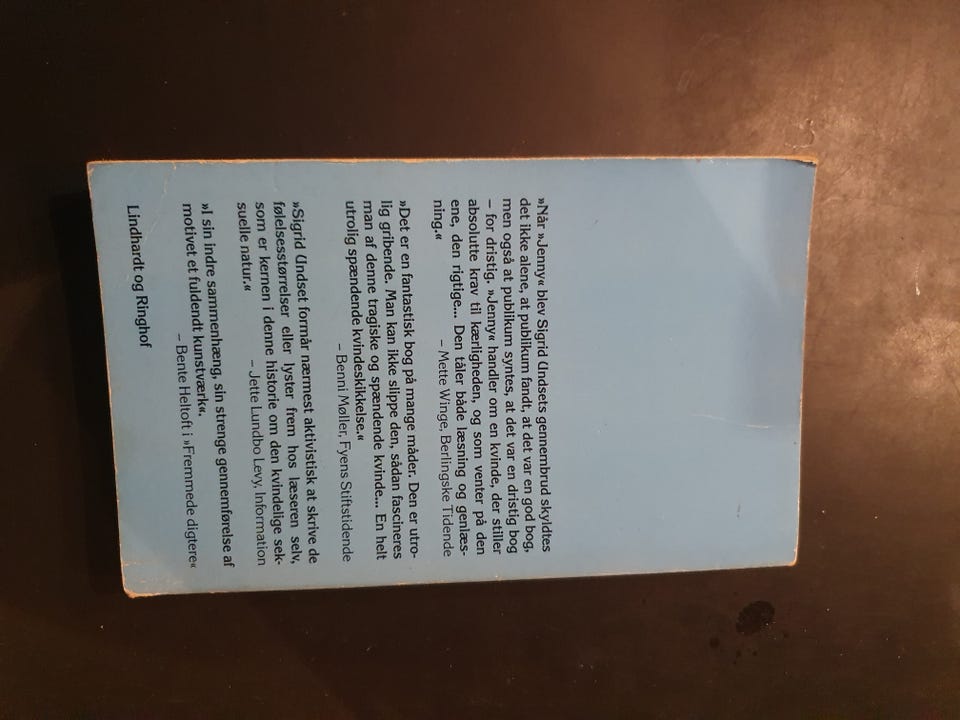 »Når »Jenny« blev Sigrid Undsets gennembrud skyldtes
det ikke alene, at publikum fandt, at det var en god bog,
men også at publikum syntes, at det var en dristig bog
– for dristig. »Jenny« handler om en kvinde, der stiller
absolutte krav til kærligheden, og som venter på den
ene, den rigtige... Den tåler både læsning og genlæs-
ning.«
– Mette Winge, Berlingske Tidende
»Det er en fantastisk bog på mange måder. Den er utro-
lig gribende. Man kan ikke slippe den, sådan fascineres
man af denne tragiske og spændende kvinde... En helt
utrolig spændende kvindeskikkelse.«
– Benni Møller, Fyens Stiftstidende
»Sigrid Undset formår nærmest aktivistisk at skrive de
følelsesstørrelser eller lyster frem hos læseren selv,
som er kernen i denne historie om den kvindelige sek-
suelle natur.«
– Jette Lundbo Levy, Information
»I sin indre sammenhæng, sin strenge gennemførelse af
motivet et fuldendt kunstværk«.
– Bente Heltoft i »Fremmede digtere«
Lindhardt og Ringhof